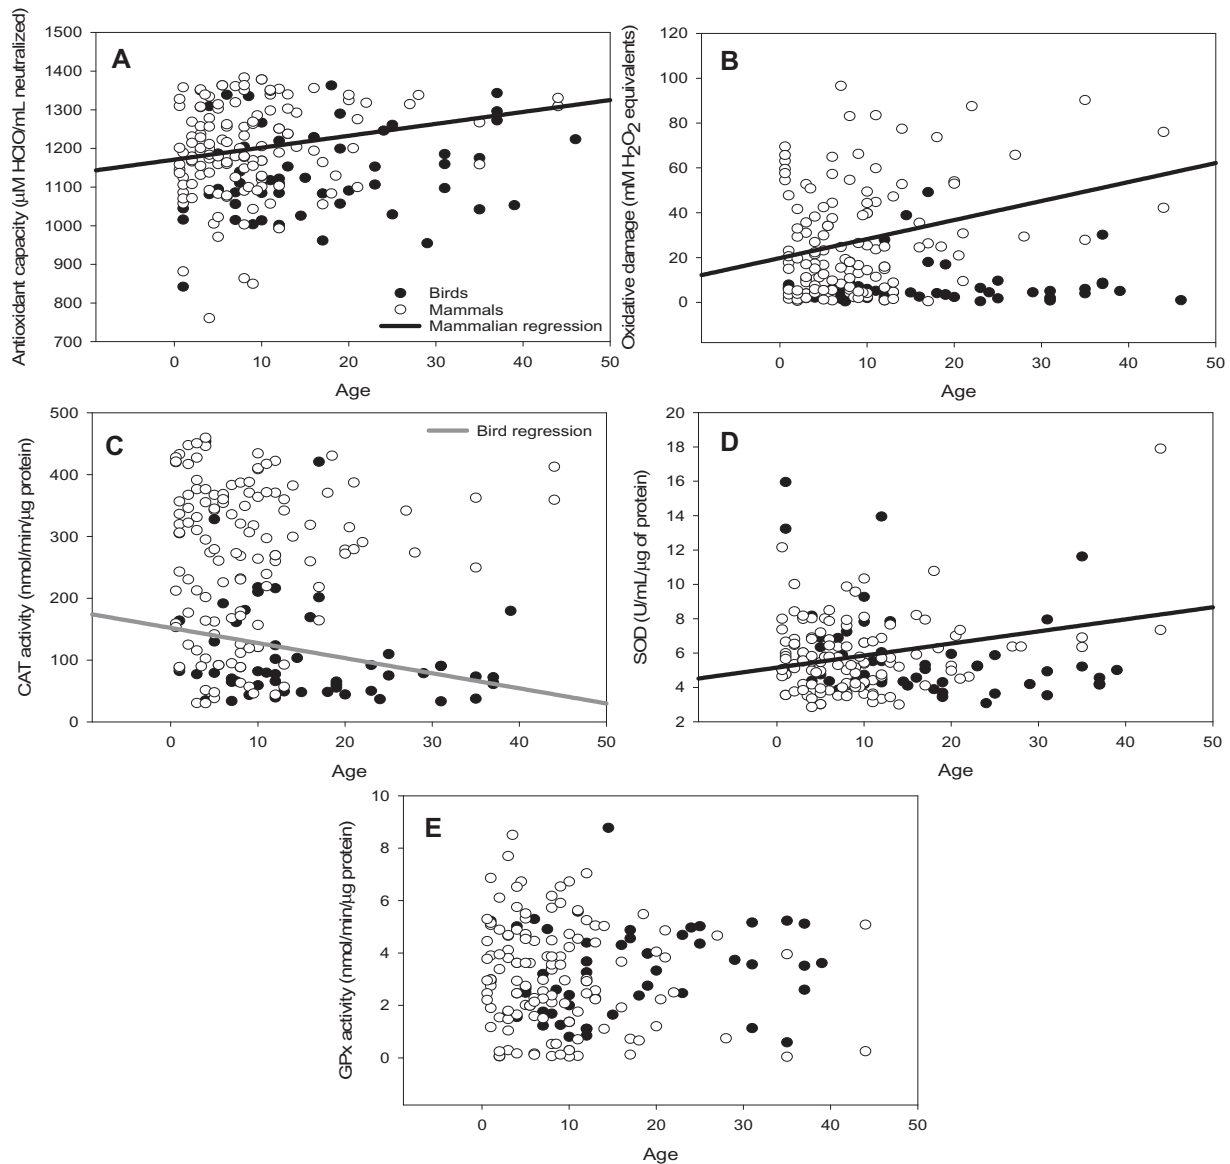 A
Antioxidant capacity (µM HClO/mL neutralized)
1500
1400
1300
1200
1100
1000
900
800
700
Birds
Mammals
Mammalian regression
0 10 20 30 40 50
Age
B
Oxidative damage (mM H₂O₂ equivalents)
120
100
80
60
40
20
0
0 10 20 30 40 50
Age
C
CAT activity (nmol/min/µg protein)
500
400
300
200
100
0
Bird regression
0 10 20 30 40 50
Age
D
SOD (U/mL/µg of protein)
20
18
16
14
12
10
8
6
4
2
0 10 20 30 40 50
Age
E
GPx activity (nmol/min/µg protein)
10
8
6
4
2
0
0 10 20 30 40 50
Age